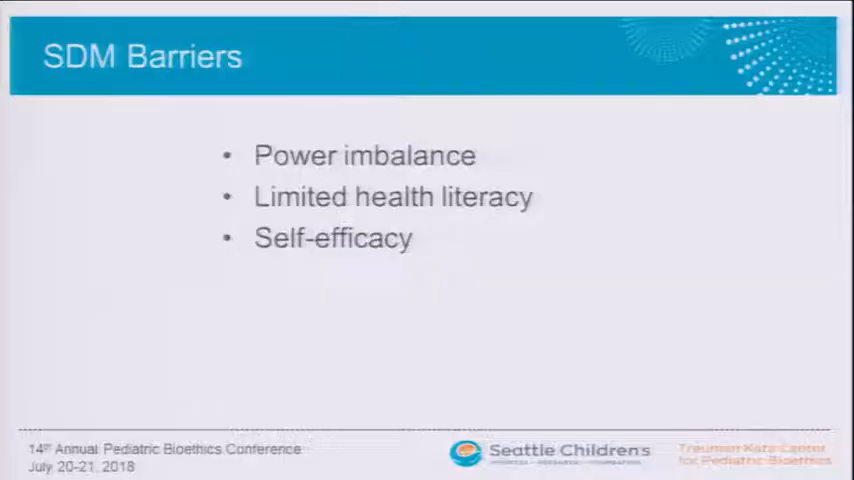 SDM Barriers
• Power imbalance
• Limited health literacy
• Self-efficacy
14th Annual Pediatric Bioethics Conference
July 20-21, 2018
Seattle Children's
HOSPITAL • RESEARCH • FOUNDATION
Treuman Katz Center
for Pediatric Bioethics